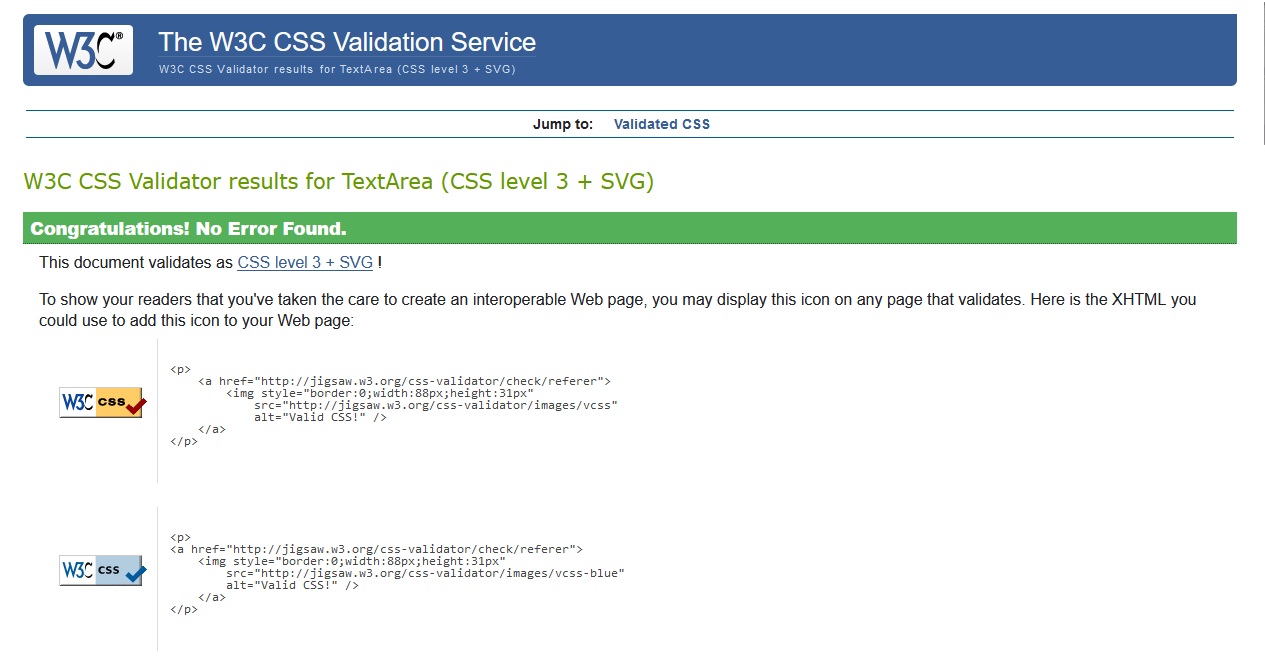 W3C®
The W3C CSS Validation Service
W3C CSS Validator results for TextArea (CSS level 3 + SVG)
Jump to: Validated CSS
W3C CSS Validator results for TextArea (CSS level 3 + SVG)
Congratulations! No Error Found.
This document validates as CSS level 3 + SVG !
To show your readers that you've taken the care to create an interoperable Web page, you may display this icon on any page that validates. Here is the XHTML you
could use to add this icon to your Web page:
W3C css
<p>
    <a href="http://jigsaw.w3.org/css-validator/check/referer">
        <img style="border:0;width:88px;height:31px"
            src="http://jigsaw.w3.org/css-validator/images/vcss"
            alt="Valid CSS!" />
    </a>
</p>
W3C css
<p>
<a href="http://jigsaw.w3.org/css-validator/check/referer">
    <img style="border:0;width:88px;height:31px"
        src="http://jigsaw.w3.org/css-validator/images/vcss-blue"
        alt="Valid CSS!" />
    </a>
</p>